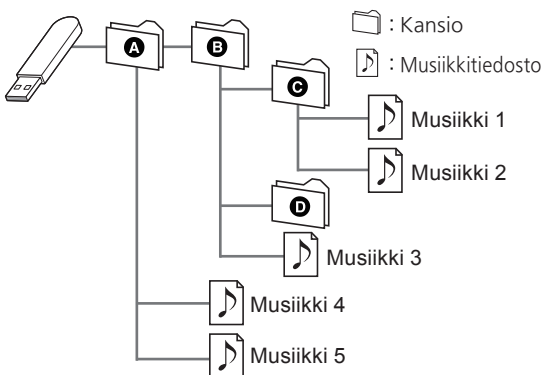 A
B
: Kansio
: Musiikkitiedosto
C
Musiikki 1
Musiikki 2
D
Musiikki 3
Musiikki 4
Musiikki 5